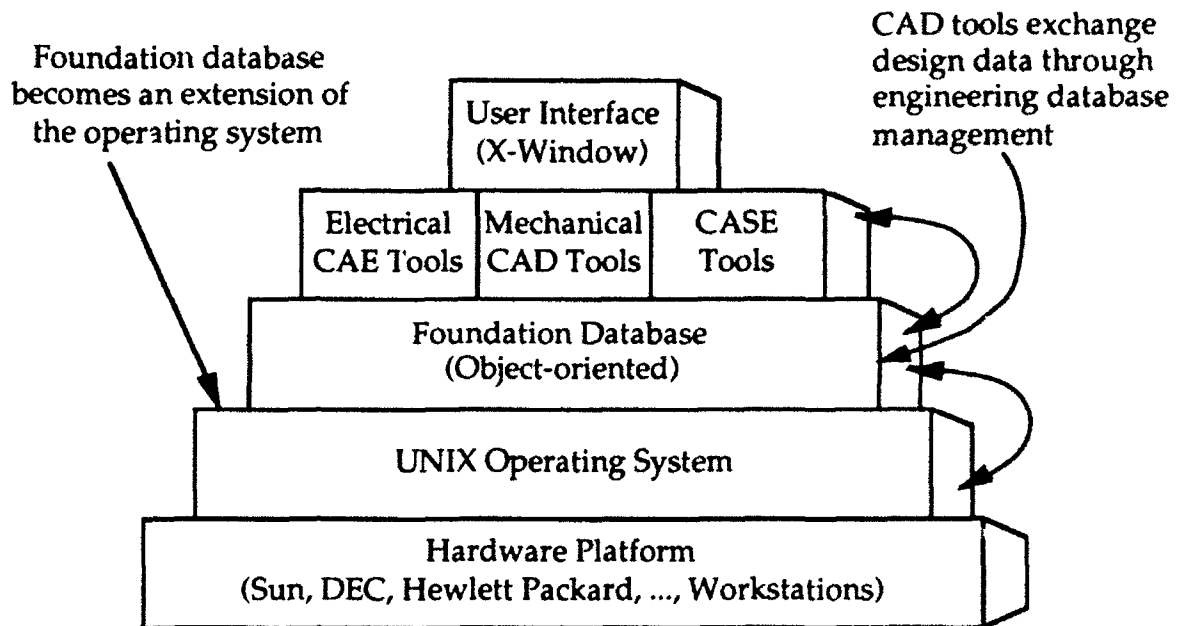 Foundation database
becomes an extension of
the operating system
CAD tools exchange
design data through
engineering database
management
User Interface
(X-Window)
Electrical
CAE Tools
Mechanical
CAD Tools
CASE
Tools
Foundation Database
(Object-oriented)
UNIX Operating System
Hardware Platform
(Sun, DEC, Hewlett Packard, ..., Workstations)